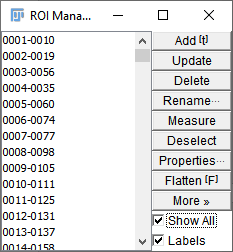 ROI Mana...
0001-0010
0002-0019
0003-0056
0004-0035
0005-0060
0006-0074
0007-0077
0008-0098
0009-0105
0010-0111
0011-0125
0012-0131
0013-0137
0014-0158
Add [t]
Update
Delete
Rename...
Measure
Deselect
Properties...
Flatten [F]
More »
Show All
Labels